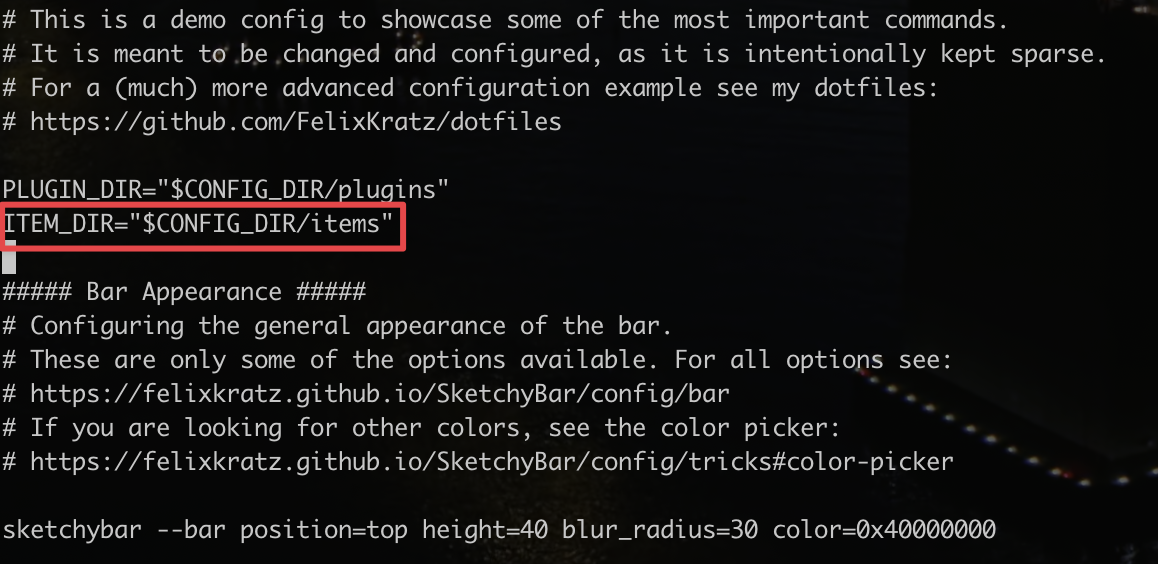 # This is a demo config to showcase some of the most important commands.
# It is meant to be changed and configured, as it is intentionally kept sparse.
# For a (much) more advanced configuration example see my dotfiles:
# https://github.com/FelixKratz/dotfiles
PLUGIN_DIR="$CONFIG_DIR/plugins"
ITEM_DIR="$CONFIG_DIR/items"
##### Bar Appearance #####
# Configuring the general appearance of the bar.
# These are only some of the options available. For all options see:
# https://felixkratz.github.io/SketchyBar/config/bar
# If you are looking for other colors, see the color picker:
# https://felixkratz.github.io/SketchyBar/config/tricks#color-picker
sketchybar --bar position=top height=40 blur_radius=30 color=0x40000000